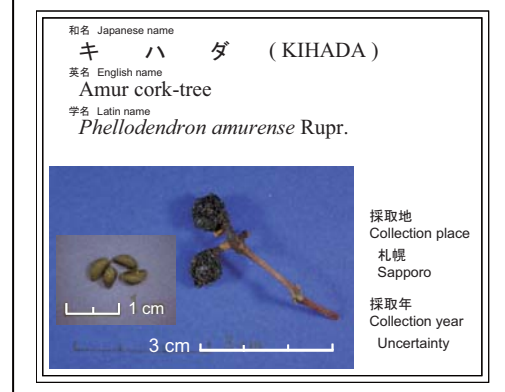 和名 Japanese name
キ ハ ダ ( KIHADA )
英名 English name
Amur cork-tree
学名 Latin name
Phellodendron amurense Rupr.
採取地
Collection place
札幌
Sapporo
採取年
Collection year
Uncertainty
1 cm
3 cm